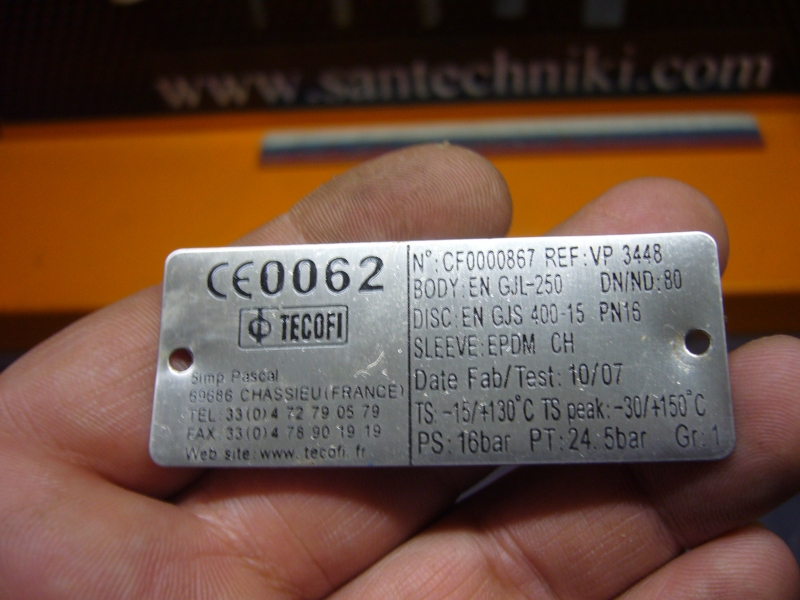 www.santechniki.com
CE0062
TECOFI
Simp Pascal
69686 CHASSIEU(FRANCE)
TEL:33(0)4 72 79 05 79
FAX:33(0)4 78 90 19 19
Web site:www.tecofi.fr
N°:CF0000867 REF:VP 3448
BODY:EN GJL-250 DN/ND:80
DISC:EN GJS 400-15 PN16
SLEEVE:EPDM CH
Date Fab/Test:10/07
TS:-15/+130°C TS peak:-30/+150°C
PS:16bar PT:24.5bar Gr:1